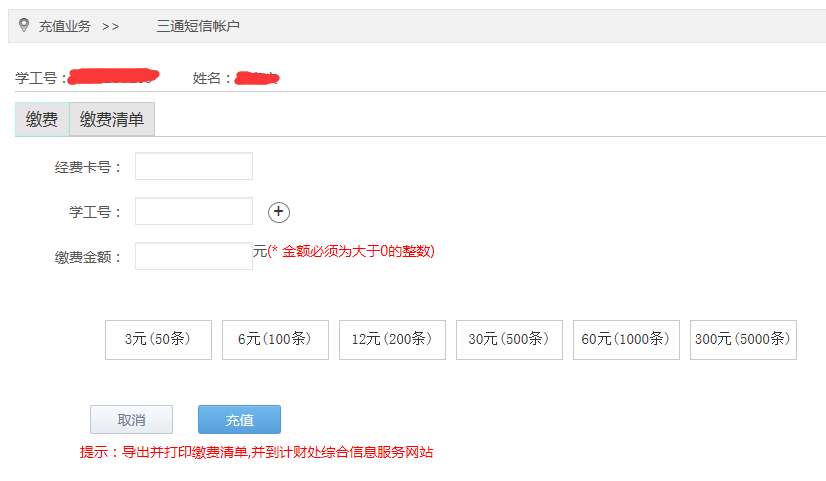 充值业务 >> 三通短信帐户
学工号： 姓名：
缴费 缴费清单
经费卡号：
学工号： +
缴费金额： 元(* 金额必须为大于0的整数)
3元(50条) 6元(100条) 12元(200条) 30元(500条) 60元(1000条) 300元(5000条)
取消 充值
提示：导出并打印缴费清单,并到计财处综合信息服务网站